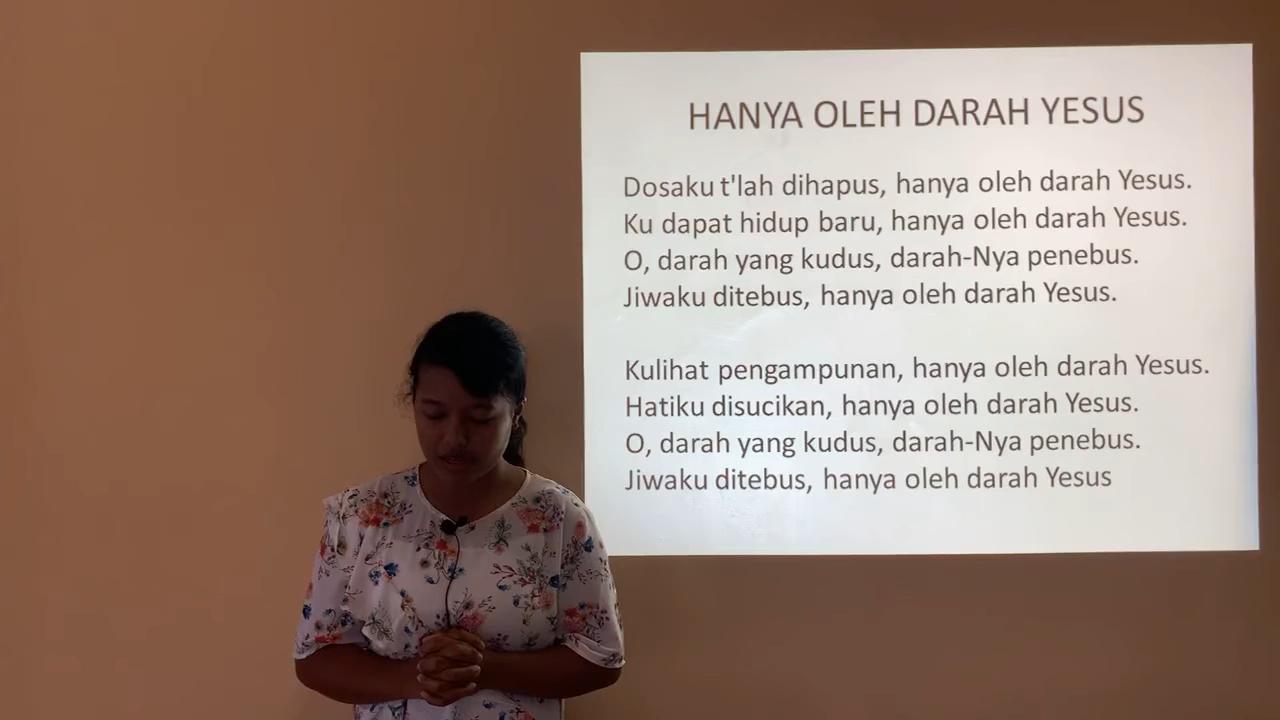 HANYA OLEH DARAH YESUS
Dosaku t'lah dihapus, hanya oleh darah Yesus.
Ku dapat hidup baru, hanya oleh darah Yesus.
O, darah yang kudus, darah-Nya penebus.
Jiwaku ditebus, hanya oleh darah Yesus.
Kulihat pengampunan, hanya oleh darah Yesus.
Hatiku disucikan, hanya oleh darah Yesus.
O, darah yang kudus, darah-Nya penebus.
Jiwaku ditebus, hanya oleh darah Yesus